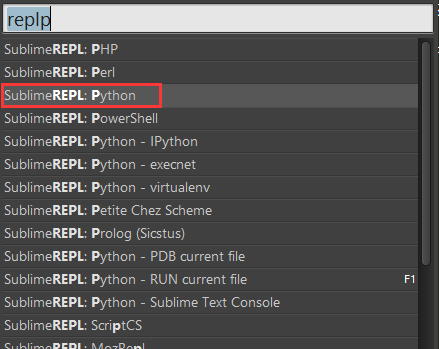 replp
SublimeREPL: PHP
SublimeREPL: Perl
SublimeREPL: Python
SublimeREPL: PowerShell
SublimeREPL: Python - IPython
SublimeREPL: Python - execnet
SublimeREPL: Python - virtualenv
SublimeREPL: Petite Chez Scheme
SublimeREPL: Prolog (Sicstus)
SublimeREPL: Python - PDB current file
SublimeREPL: Python - RUN current file F1
SublimeREPL: Python - Sublime Text Console
SublimeREPL: ScriptCS
SublimeREPL: MozRepl